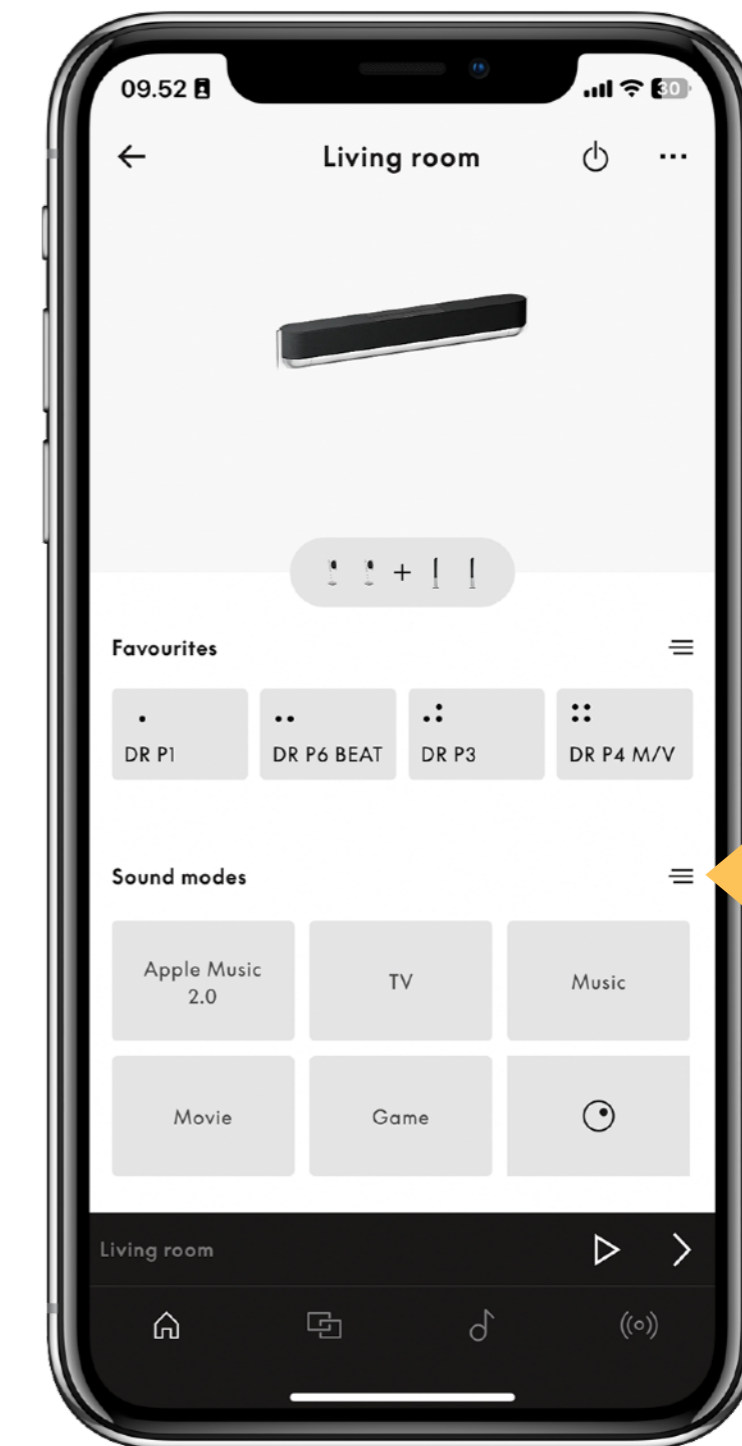 09.52
30
Living room
Favourites
DR P1
DR P6 BEAT
DR P3
DR P4 M/V
Sound modes
Apple Music
2.0
TV
Music
Movie
Game
Living room